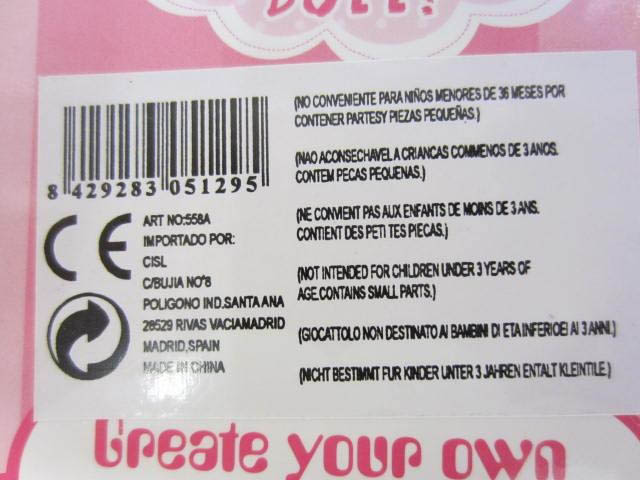 DOLL!
8 429283 051295
CE
ART NO:558A
IMPORTADO POR:
CISL
C/BUJIA NO°8
POLIGONO IND.SANTA ANA
28529 RIVAS VACIAMADRID
MADRID,SPAIN
MADE IN CHINA
(NO CONVENIENTE PARA NIÑOS MENORES DE 36 MESES POR
CONTENER PARTESY PIEZAS PEQUEÑAS.)
(NAO ACONSECHAVEL A CRIANCAS COMMENOS DE 3 ANOS.
CONTEM PECAS PEQUENAS.)
(NE CONVIENT PAS AUX ENFANTS DE MOINS DE 3 ANS.
CONTIENT DES PETI TES PIECAS.)
(NOT INTENDED FOR CHILDREN UNDER 3 YEARS OF
AGE.CONTAINS SMALL PARTS.)
(GIOCATTOLO NON DESTINATO AI BAMBINI DI ETA INFERIOEI AI 3 ANNI.)
(NICHT BESTIMMT FUR KINDER UNTER 3 JAHREN ENTALT KLEINTILE.)
Create your own